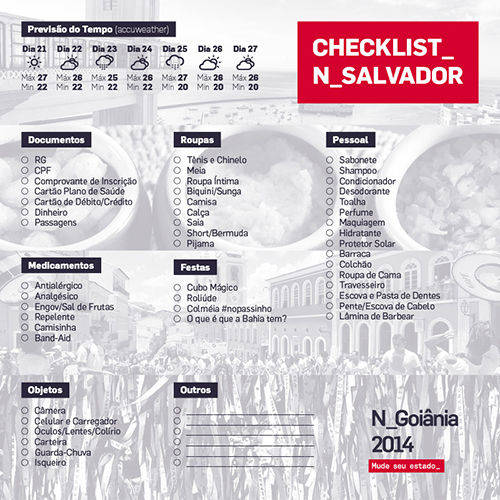 Previsão do Tempo (accuweather)
Dia 21 Dia 22 Dia 23 Dia 24 Dia 25 Dia 26 Dia 27
Máx 27 Máx 26 Máx 25 Máx 26 Máx 27 Máx 26 Máx 26
Min 22 Min 22 Min 22 Min 22 Min 20 Min 20 Min 20
CHECKLIST_
N_SALVADOR
Documentos
RG
CPF
Comprovante de Inscrição
Cartão Plano de Saúde
Cartão de Débito/Crédito
Dinheiro
Passagens
Roupas
Tênis e Chinelo
Meia
Roupa Íntima
Biquíni/Sunga
Camisa
Calça
Saia
Short/Bermuda
Pijama
Pessoal
Sabonete
Shampoo
Condicionador
Desodorante
Toalha
Perfume
Maquiagem
Hidratante
Protetor Solar
Barraca
Colchão
Roupa de Cama
Travesseiro
Escova e Pasta de Dentes
Pente/Escova de Cabelo
Lâmina de Barbear
Medicamentos
Antialérgico
Analgésico
Engov/Sal de Frutas
Repelente
Camisinha
Band-Aid
Festas
Cubo Mágico
Roliúde
Colméia #nopassinho
O que é que a Bahia tem?
Objetos
Câmera
Celular e Carregador
Óculos/Lentes/Colírio
Carteira
Guarda-Chuva
Isqueiro
Outros
N_Goiânia
2014
Mude seu estado_